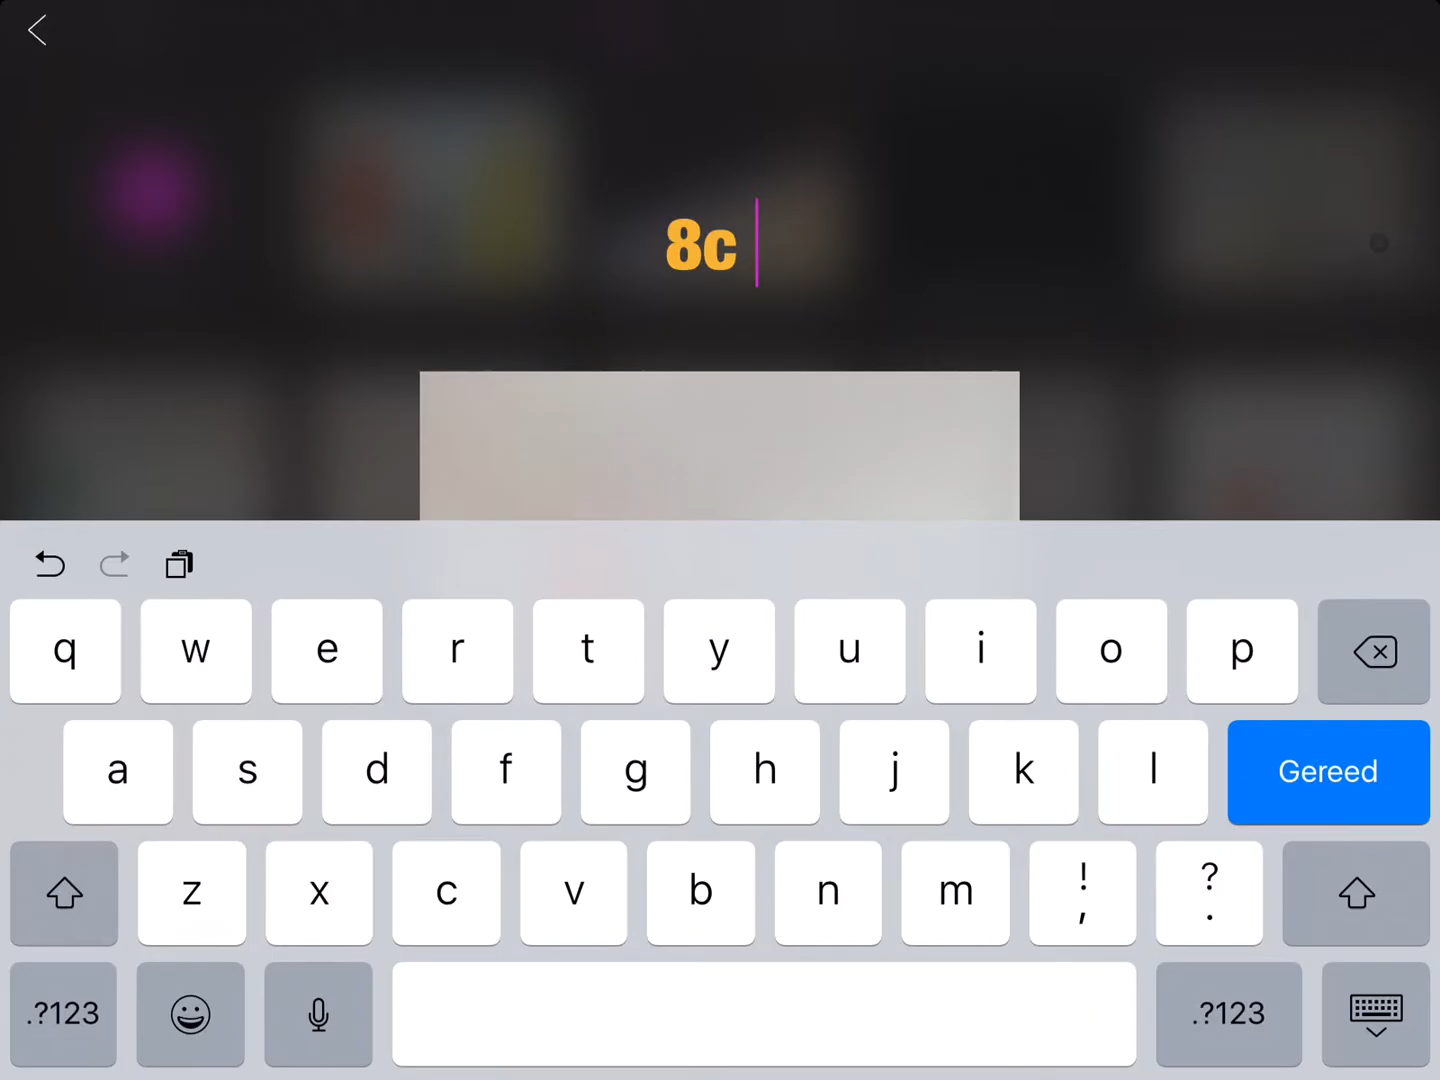 8c
q w e r t y u i o p
a s d f g h j k l Gereed
z x c v b n m ! , ? .
.?123 .?123